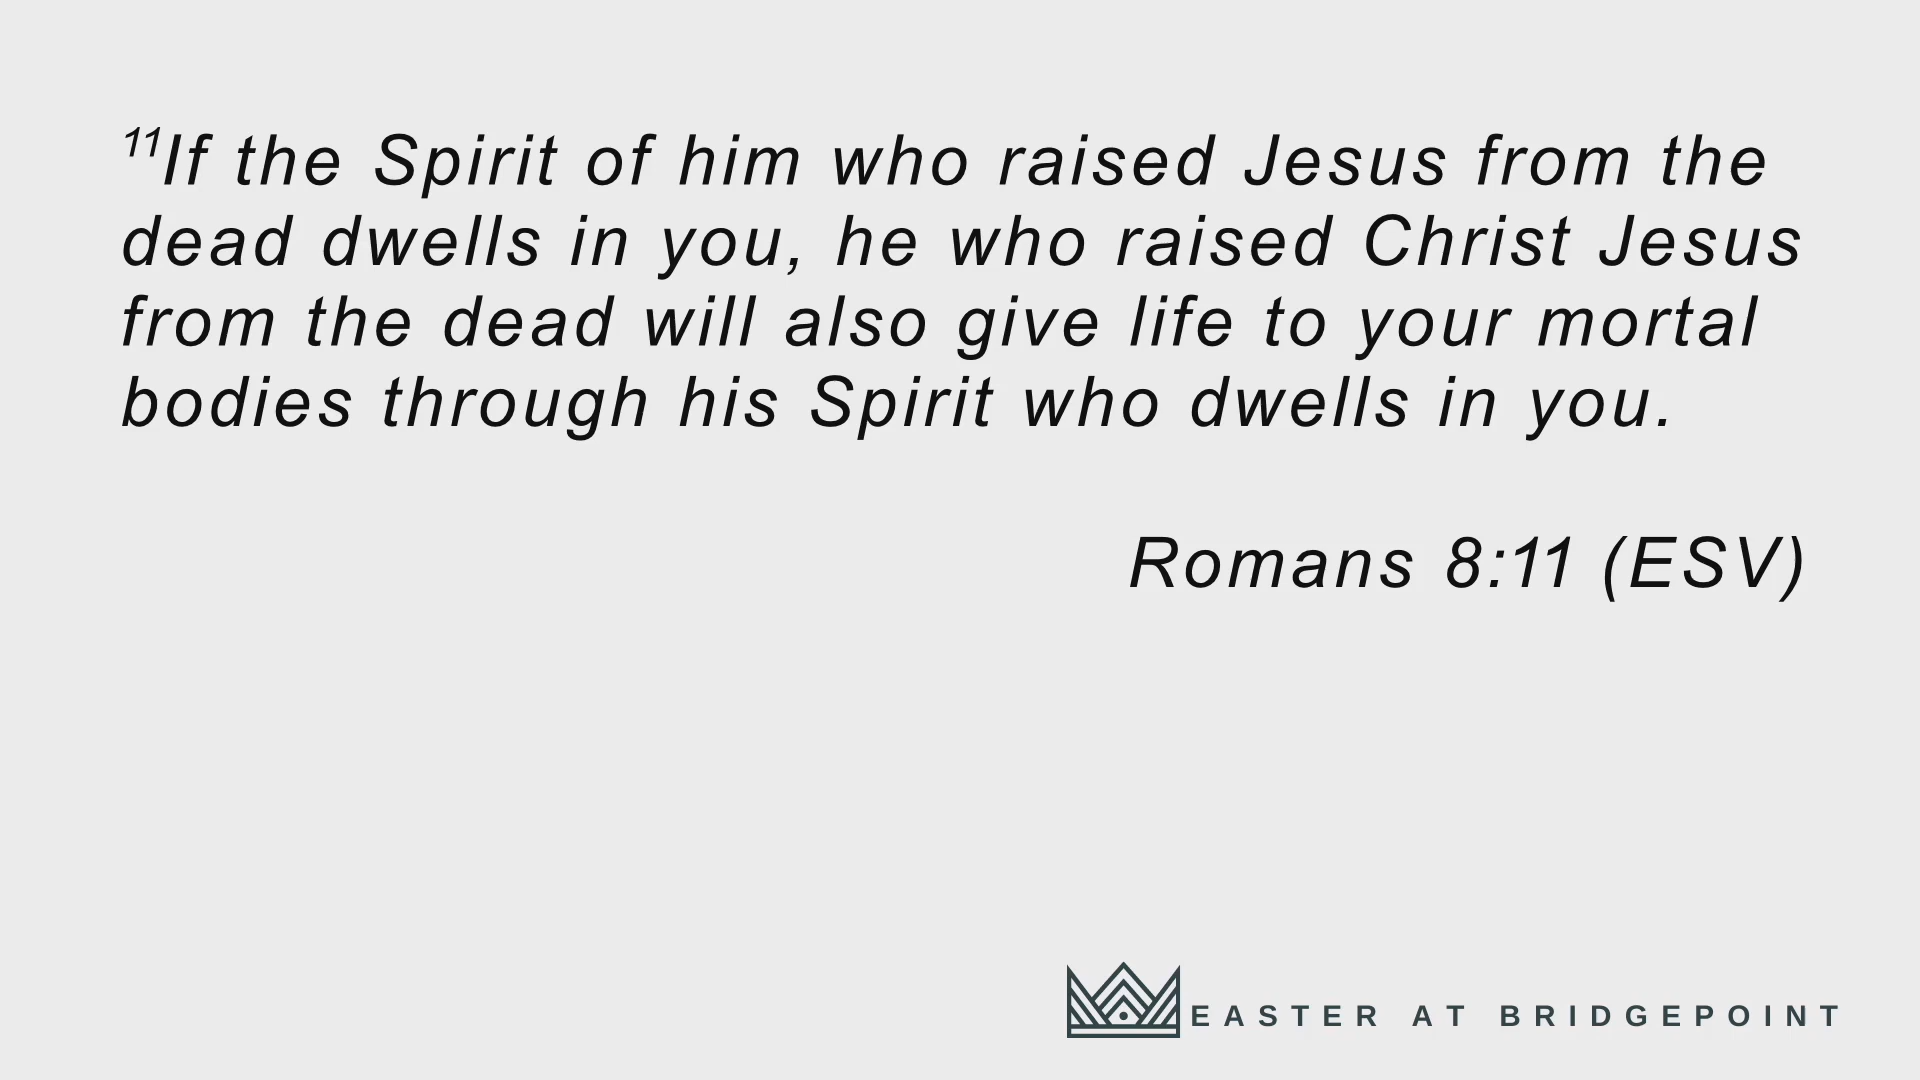 ¹¹If the Spirit of him who raised Jesus from the
dead dwells in you, he who raised Christ Jesus
from the dead will also give life to your mortal
bodies through his Spirit who dwells in you.
Romans 8:11 (ESV)
EASTER AT BRIDGEPOINT